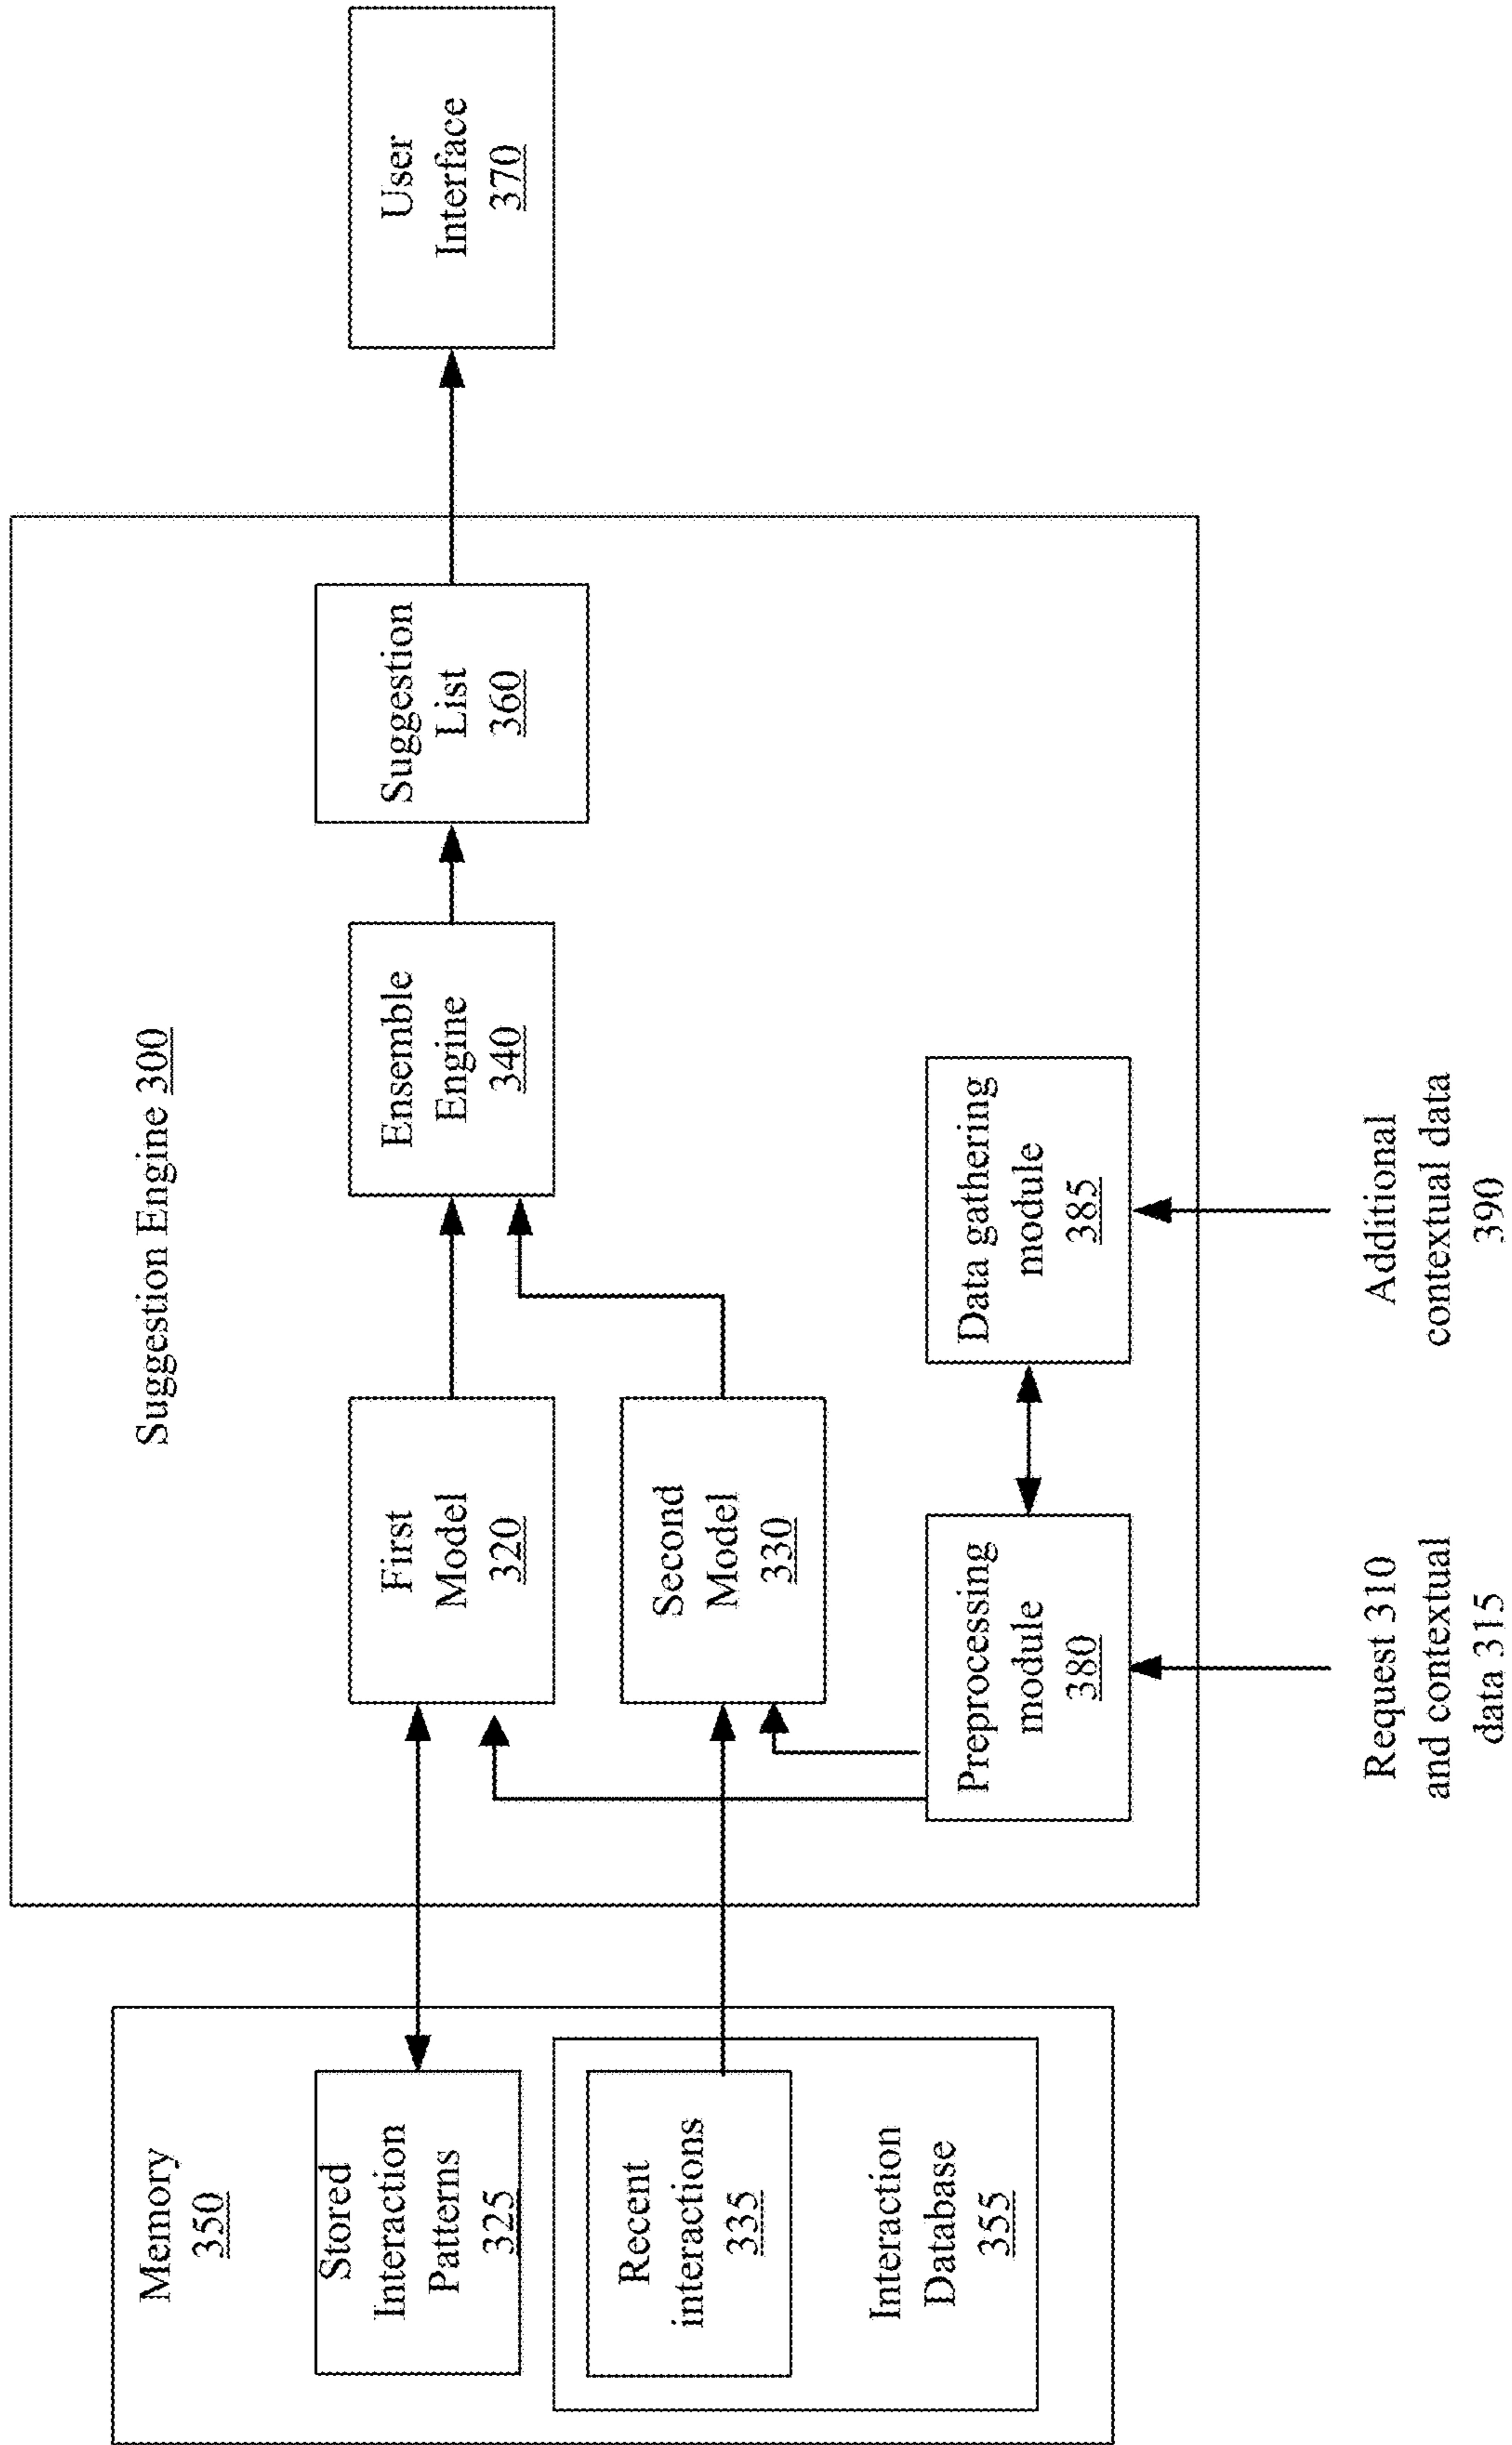 Memory
350
Stored
Interaction
Patterns
325
Recent
interactions
335
Interaction
Database
355
Suggestion Engine 300
First
Model
320
Second
Model
330
Preprocessing
module
380
Data gathering
module
385
Ensemble
Engine
340
Suggestion
List
360
User
Interface
370
Request 310
and contextual
data 315
Additional
contextual data
390